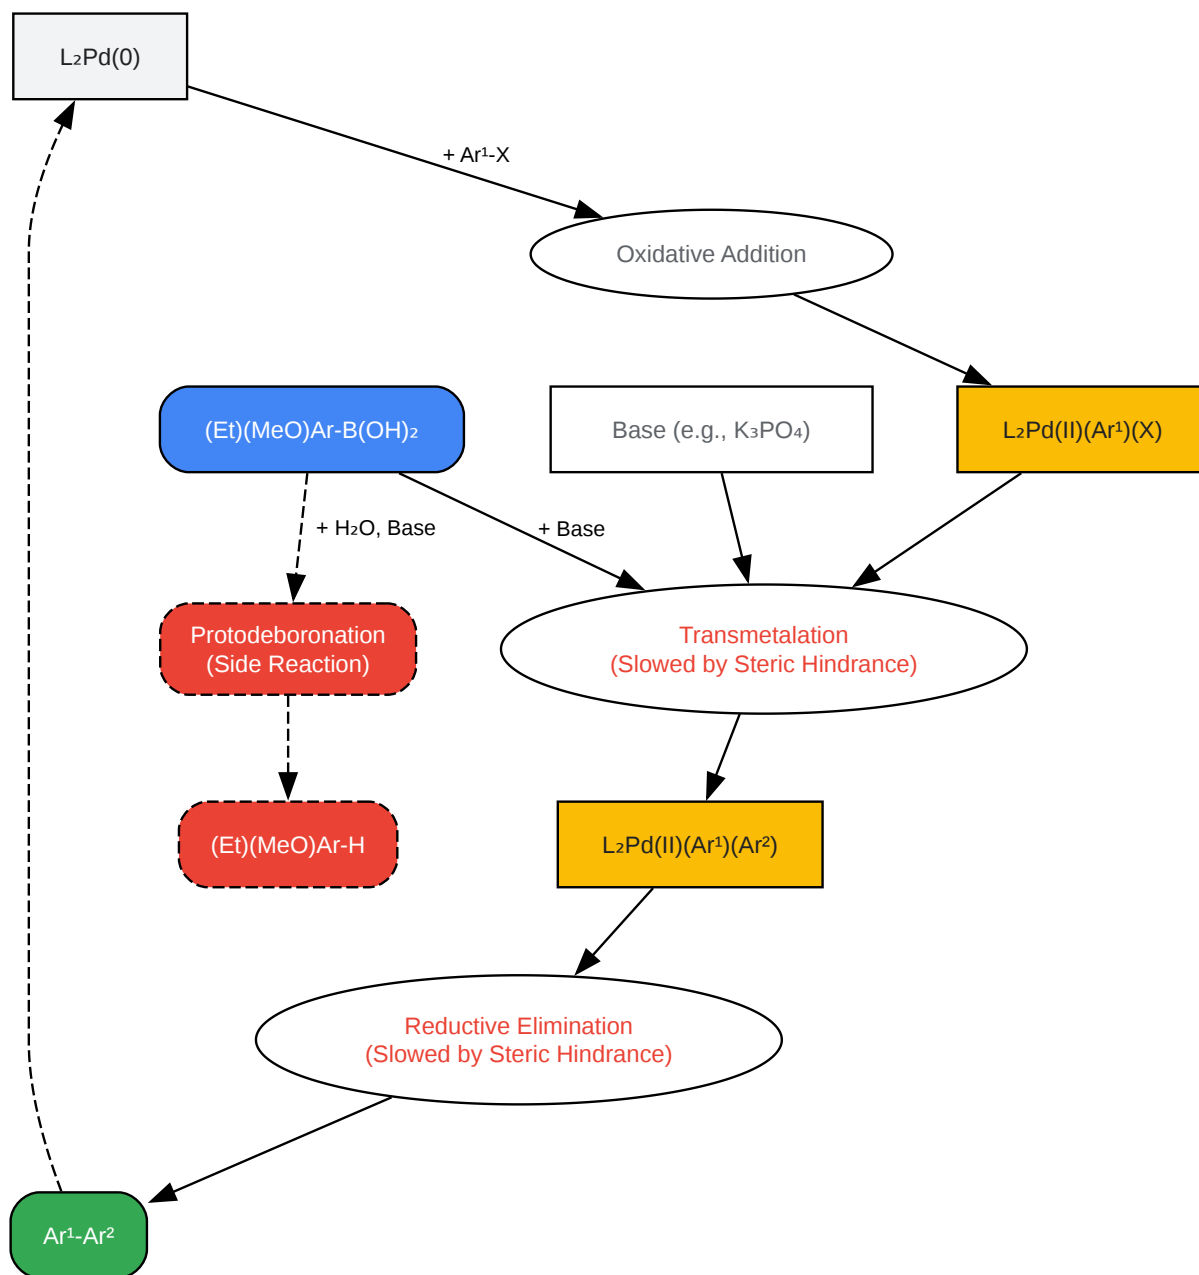 L₂Pd(0)
+ Ar¹-X
Oxidative Addition
(Et)(MeO)Ar-B(OH)₂
Base (e.g., K₃PO₄)
L₂Pd(II)(Ar¹)(X)
+ H₂O, Base
+ Base
Protodeboronation
(Side Reaction)
Transmetalation
(Slowed by Steric Hindrance)
(Et)(MeO)Ar-H
L₂Pd(II)(Ar¹)(Ar²)
Reductive Elimination
(Slowed by Steric Hindrance)
Ar¹-Ar²